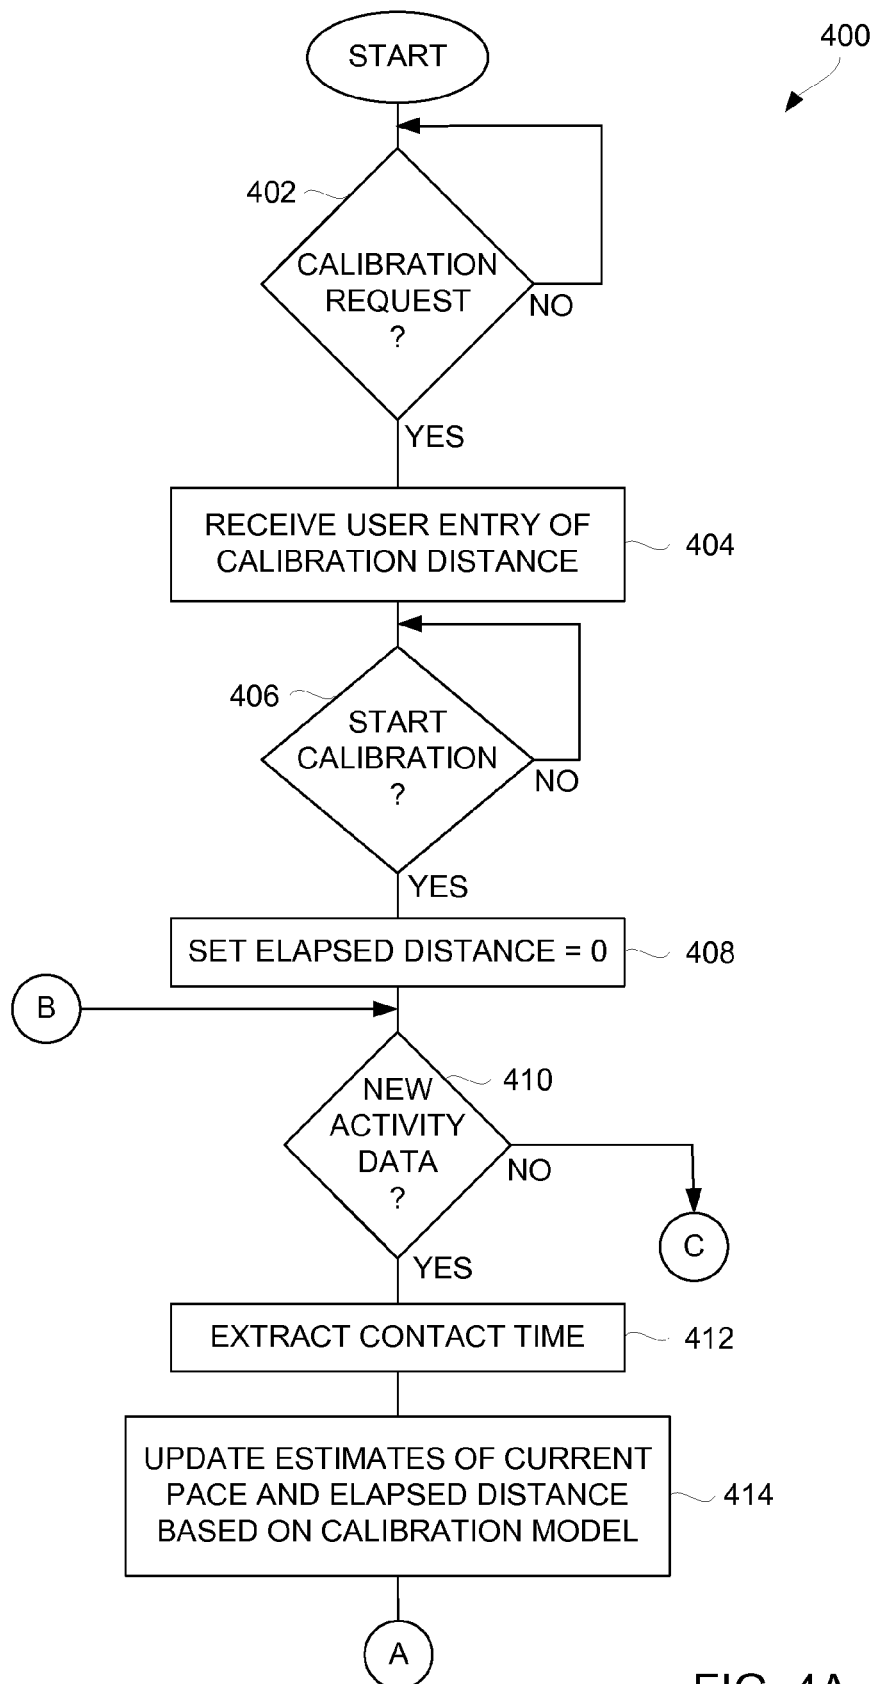 START
400
402
CALIBRATION
REQUEST
?
NO
YES
RECEIVE USER ENTRY OF
CALIBRATION DISTANCE
404
406
START
CALIBRATION
?
NO
YES
SET ELAPSED DISTANCE = 0
408
B
410
NEW
ACTIVITY
DATA
?
NO
C
YES
EXTRACT CONTACT TIME
412
UPDATE ESTIMATES OF CURRENT
PACE AND ELAPSED DISTANCE
BASED ON CALIBRATION MODEL
414
A
FIG. 4A